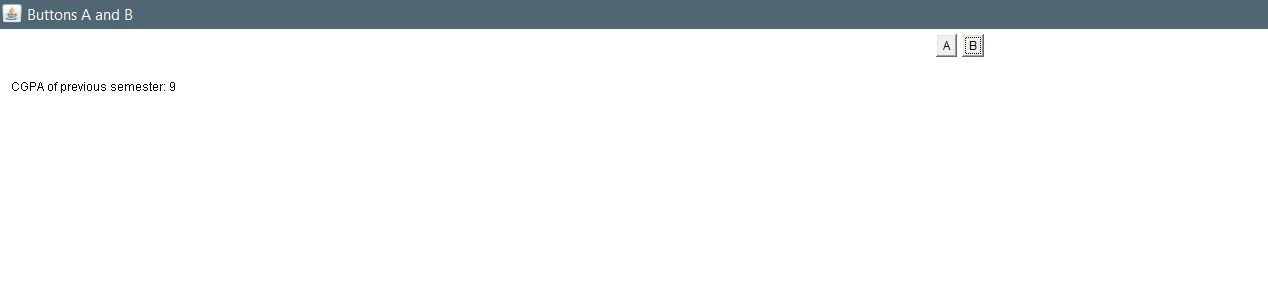 Buttons A and B
A B
CGPA of previous semester: 9